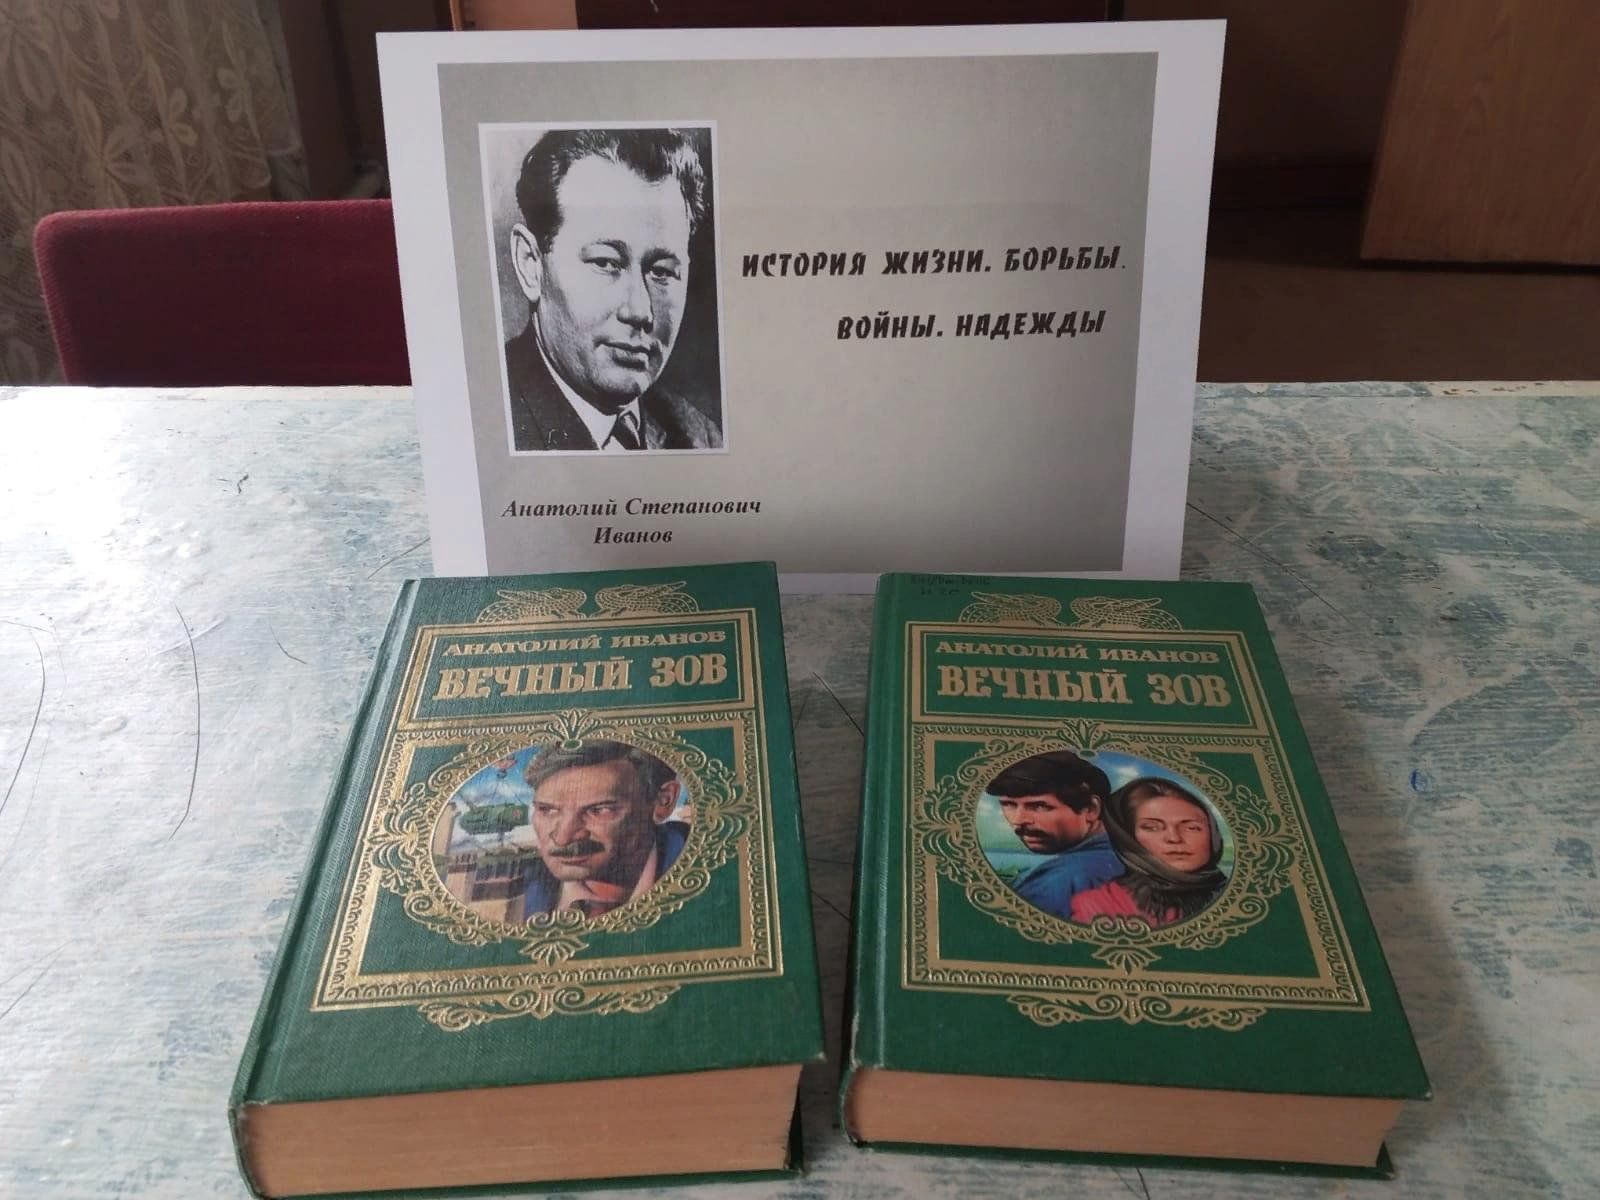 ИСТОРИЯ ЖИЗНИ. БОРЬБЫ.
ВОЙНЫ. НАДЕЖДЫ
Анатолий Степанович
Иванов
АНАТОЛИЙ ИВАНОВ
ВЕЧНЫЙ ЗОВ
АНАТОЛИЙ ИВАНОВ
ВЕЧНЫЙ ЗОВ